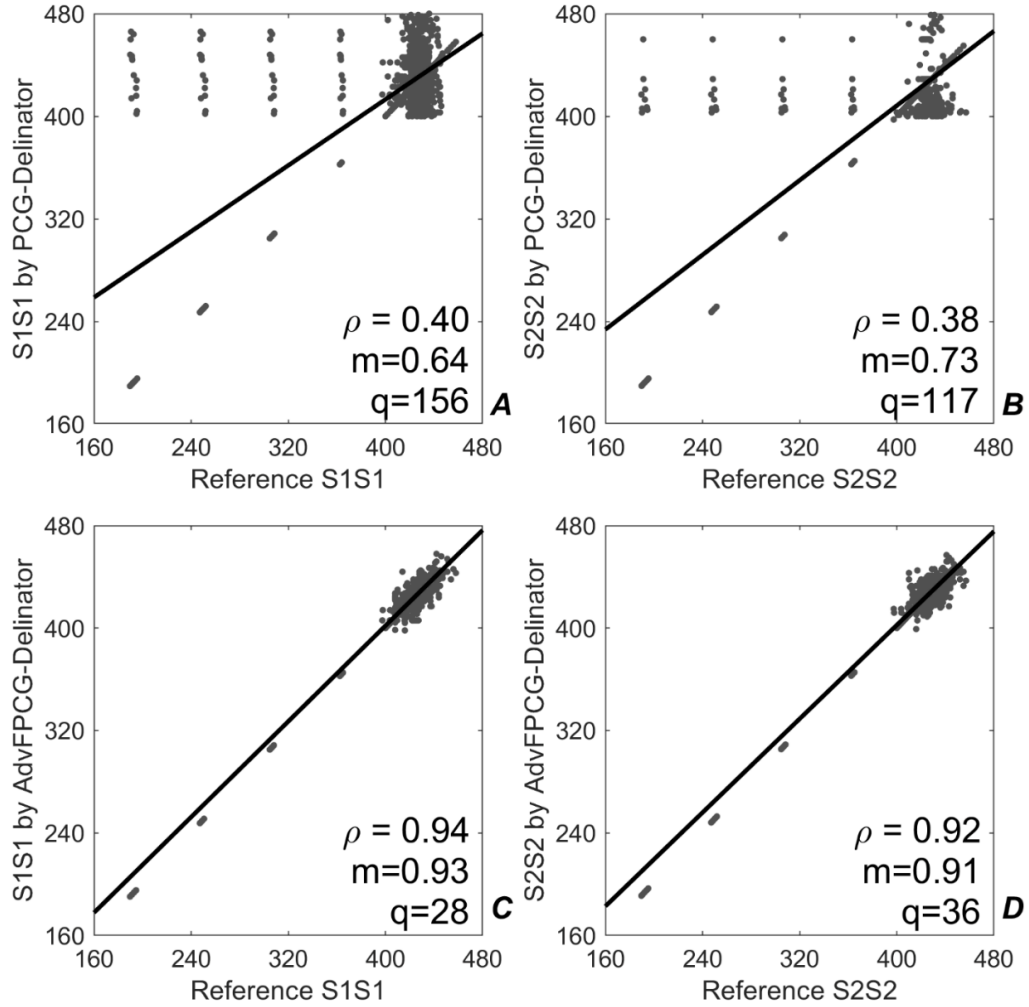 480
400
320
240
160
S1S1 by PCG-Delinator
160 240 320 400 480
Reference S1S1
ρ = 0.40
m=0.64
q=156
A
480
400
320
240
160
S2S2 by PCG-Delinator
160 240 320 400 480
Reference S2S2
ρ = 0.38
m=0.73
q=117
B
480
400
320
240
160
S1S1 by AdvFPCG-Delinator
160 240 320 400 480
Reference S1S1
ρ = 0.94
m=0.93
q=28
C
480
400
320
240
160
S2S2 by AdvFPCG-Delinator
160 240 320 400 480
Reference S2S2
ρ = 0.92
m=0.91
q=36
D